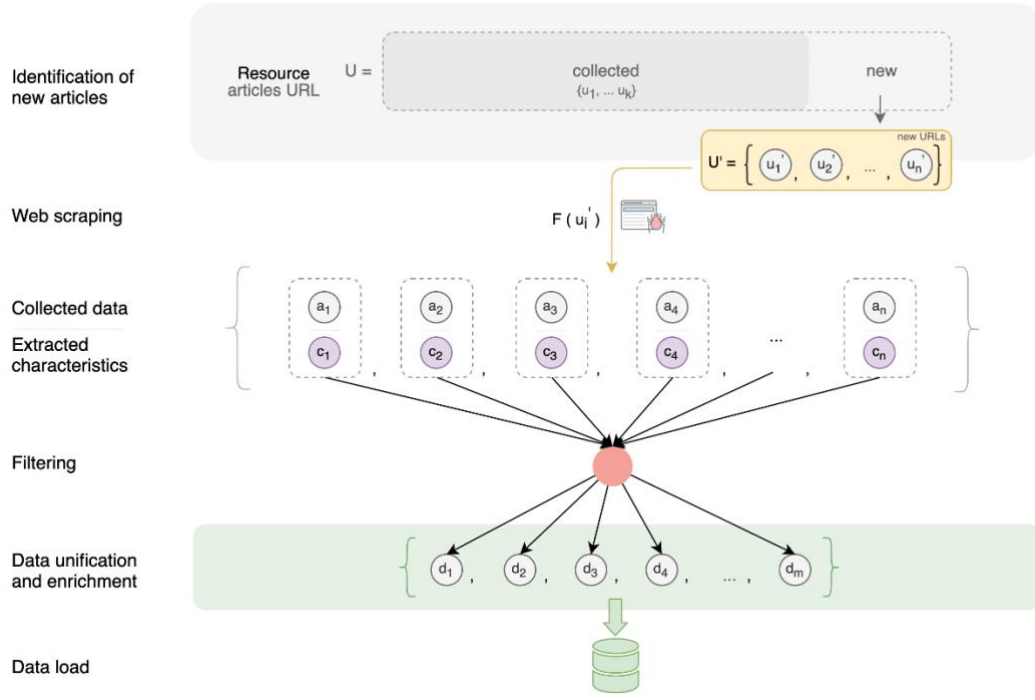 Identification of
new articles
Resource
articles URL
U =
collected
{u1, ... uk}
new
new URLs
U' = { u1' , u2' , ... , un' }
Web scraping
F ( ui' )
Collected data
a1 a2 a3 a4 an
Extracted
characteristics
c1 , c2 , c3 , c4 , ... , cn
Filtering
Data unification
and enrichment
{ d1 , d2 , d3 , d4 , ... , dm }
Data load